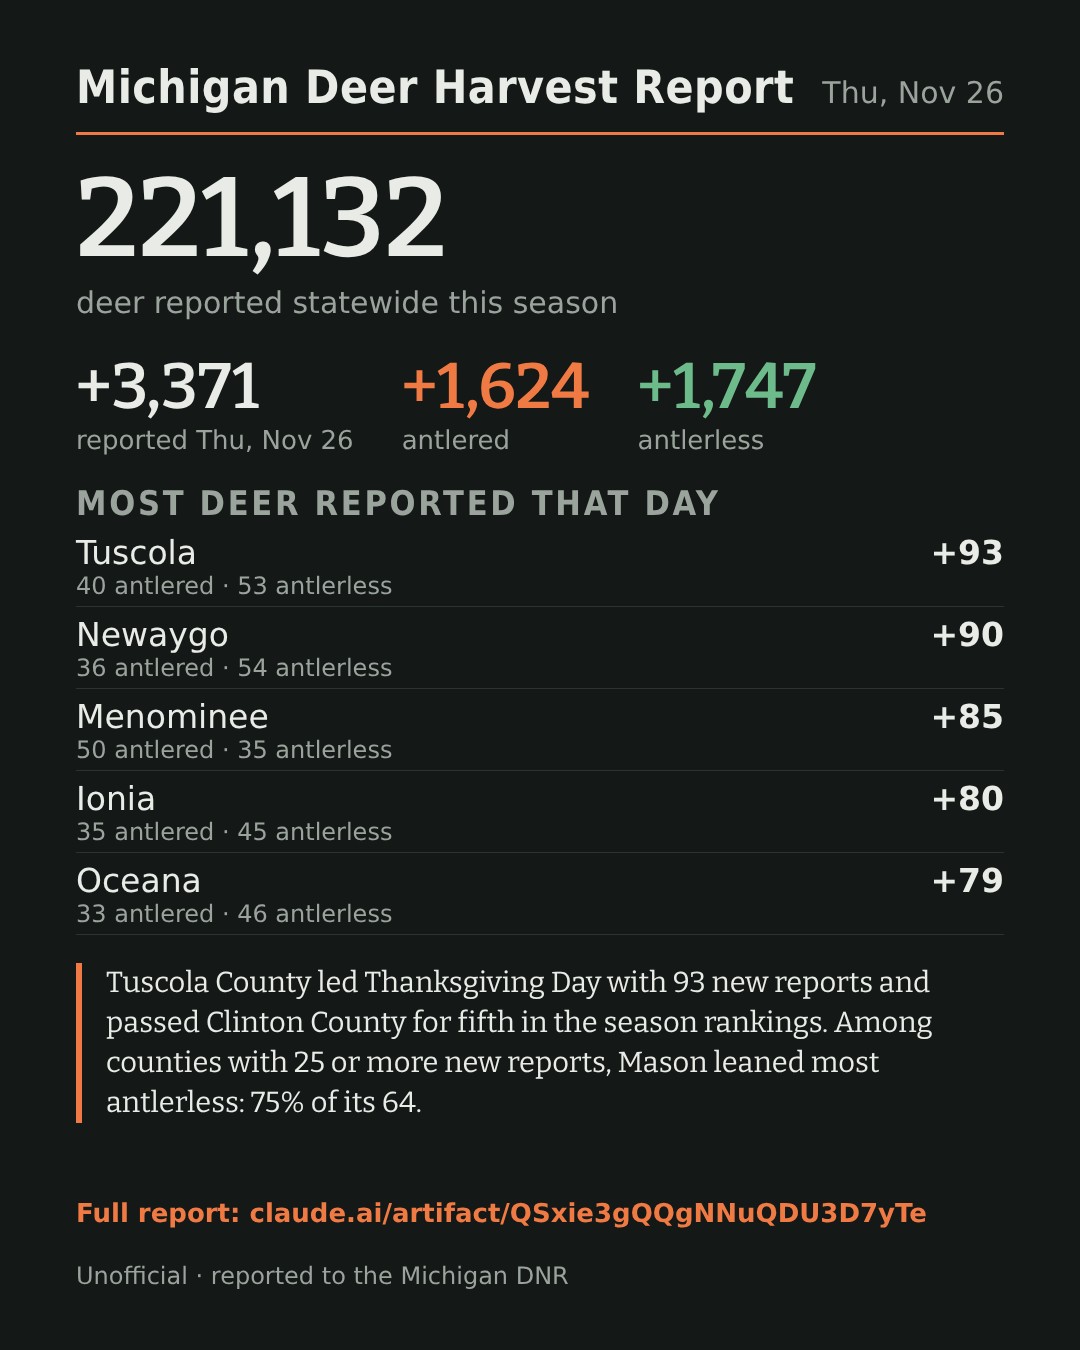 Michigan Deer Harvest Report Thu, Nov 26
221,132
deer reported statewide this season
+3,371 +1,624 +1,747
reported Thu, Nov 26 antlered antlerless
MOST DEER REPORTED THAT DAY
Tuscola +93
40 antlered · 53 antlerless
Newaygo +90
36 antlered · 54 antlerless
Menominee +85
50 antlered · 35 antlerless
Ionia +80
35 antlered · 45 antlerless
Oceana +79
33 antlered · 46 antlerless
Tuscola County led Thanksgiving Day with 93 new reports and
passed Clinton County for fifth in the season rankings. Among
counties with 25 or more new reports, Mason leaned most
antlerless: 75% of its 64.
Full report: claude.ai/artifact/QSxie3gQQgNNuQDU3D7yTe
Unofficial · reported to the Michigan DNR